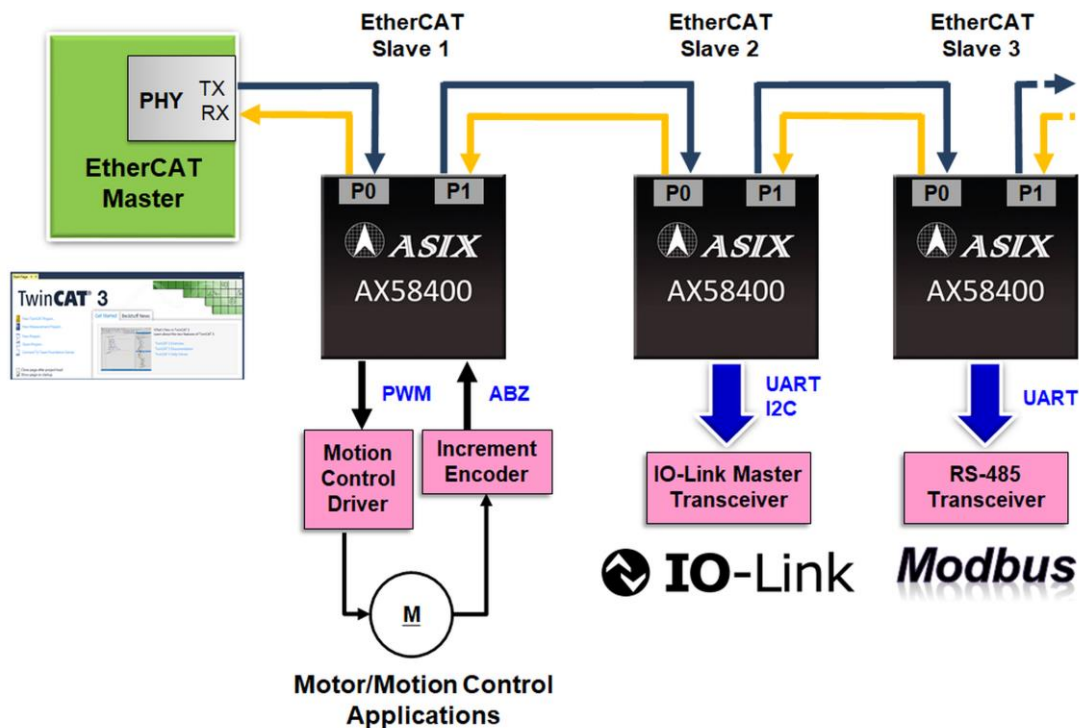 EtherCAT
Slave 1
EtherCAT
Slave 2
EtherCAT
Slave 3
PHY
TX
RX
EtherCAT
Master
P0
P1
P0
P1
P0
P1
ASIX
ASIX
ASIX
AX58400
AX58400
AX58400
TwinCAT 3
Get Started
PWM
ABZ
UART
I2C
UART
Motion
Control
Driver
Increment
Encoder
IO-Link Master
Transceiver
RS-485
Transceiver
IO-Link
Modbus
M
Motor/Motion Control
Applications